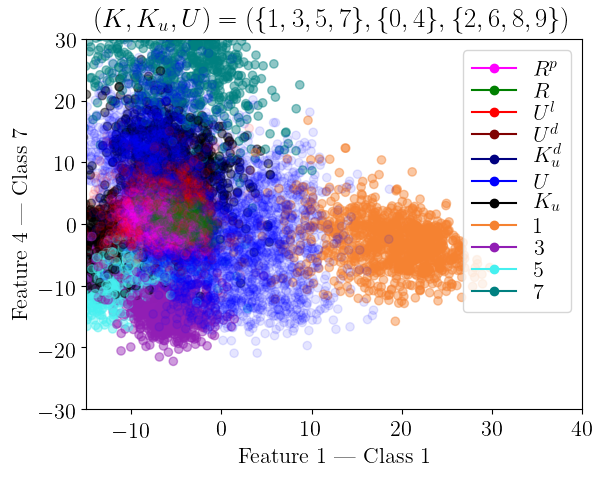 (K, K_u, U) = ({1, 3, 5, 7}, {0, 4}, {2, 6, 8, 9})
30
20
10
0
−10
−20
−30
Feature 4 — Class 7
R^p
R
U^l
U^d
K_u^d
U
K_u
1
3
5
7
−10
0
10
20
30
40
Feature 1 — Class 1